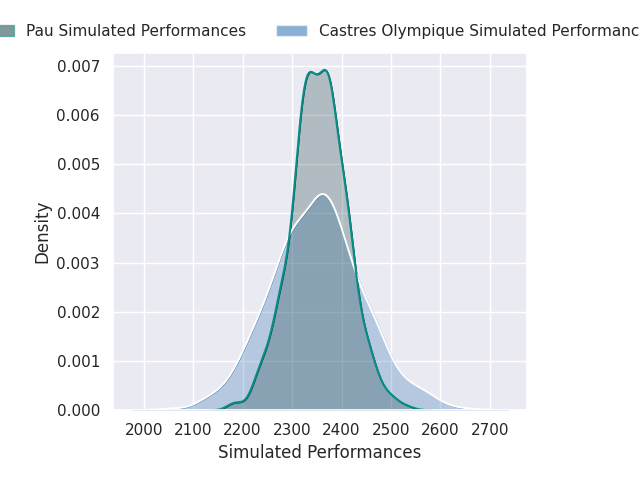 Pau Simulated Performances
Castres Olympique Simulated Performanc
0.007
0.006
0.005
0.004
0.003
0.002
0.001
0.000
Density
2000 2100 2200 2300 2400 2500 2600 2700
Simulated Performances